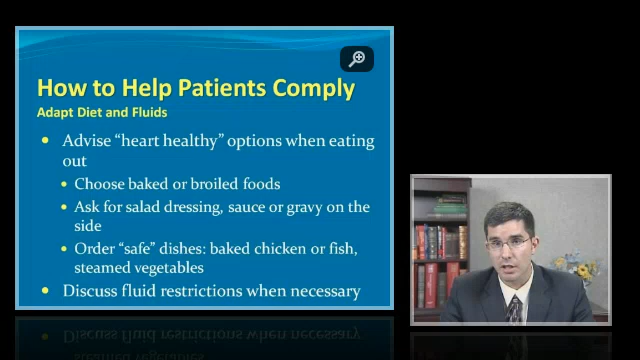 How to Help Patients Comply
Adapt Diet and Fluids
• Advise “heart healthy” options when eating
out
• Choose baked or broiled foods
• Ask for salad dressing, sauce or gravy on the
side
• Order “safe” dishes: baked chicken or fish,
steamed vegetables
• Discuss fluid restrictions when necessary